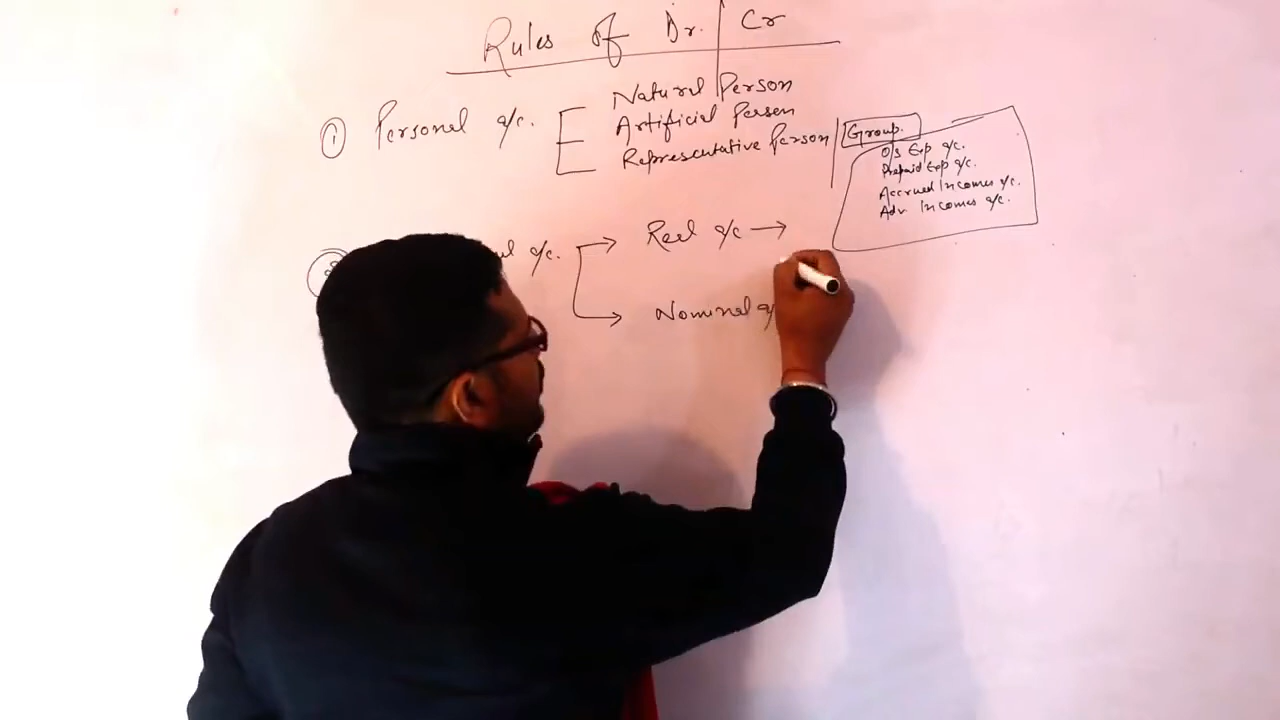 Rules of Dr. Cr
① Personal a/c.
Natural Person
Artificial Person
Representative Person
Group.
O/s Exp a/c.
Prepaid Exp a/c.
Accrued Incomes a/c.
Adv Incomes a/c.
a/c.
Real a/c →
Nominal